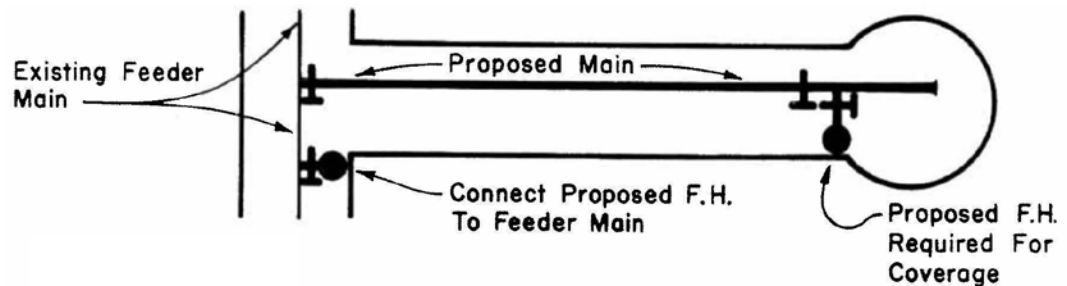 Existing Feeder
Main
Proposed Main
Connect Proposed F.H.
To Feeder Main
Proposed F.H.
Required For
Coverage